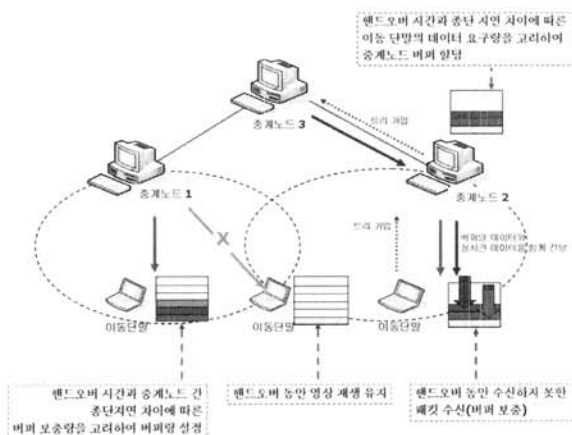 핸드오버 시간과 종단 지연 차이에 따른
이동 단말의 데이터 요구량을 고려하여
중계노드 버퍼 할당
중계노드 3
트리 가입
중계노드 1
중계노드 2
트리 가입
버퍼링 데이터와
실시간 데이터를 함께 전달
X
이동단말
이동단말
이동단말
핸드오버 시간과 중계노드 간
종단지연 차이에 따른
버퍼 보충량을 고려하여 버퍼량 설정
핸드오버 동안 영상 재생 유지
핸드오버 동안 수신하지 못한
패킷 수신(버퍼 보충)